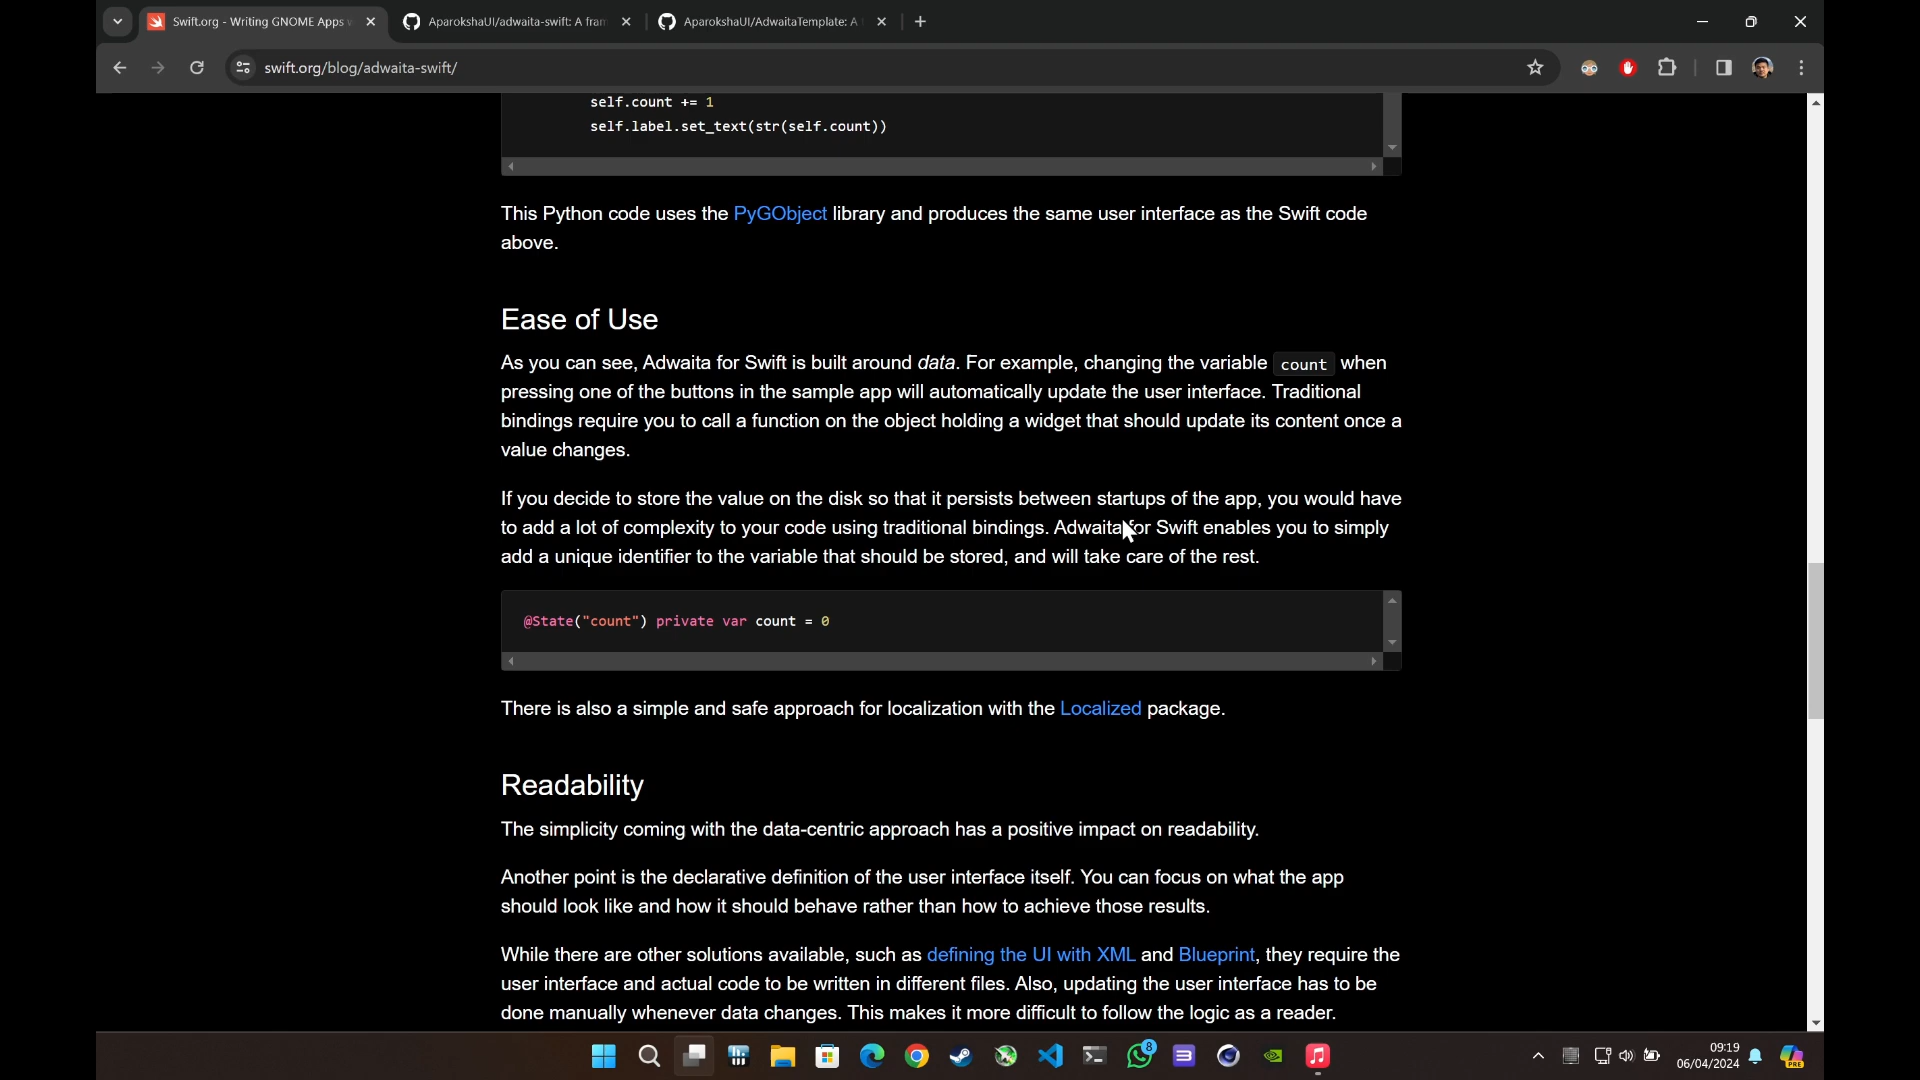 Swift.org - Writing GNOME Apps
AparokshaUI/adwaita-swift: A fram
AparokshaUI/AdwaitaTemplate: A
swift.org/blog/adwaita-swift/
self.count += 1
self.label.set_text(str(self.count))
This Python code uses the PyGObject library and produces the same user interface as the Swift code
above.
Ease of Use
As you can see, Adwaita for Swift is built around data. For example, changing the variable count when
pressing one of the buttons in the sample app will automatically update the user interface. Traditional
bindings require you to call a function on the object holding a widget that should update its content once a
value changes.
If you decide to store the value on the disk so that it persists between startups of the app, you would have
to add a lot of complexity to your code using traditional bindings. Adwaita for Swift enables you to simply
add a unique identifier to the variable that should be stored, and will take care of the rest.
@State("count") private var count = 0
There is also a simple and safe approach for localization with the Localized package.
Readability
The simplicity coming with the data-centric approach has a positive impact on readability.
Another point is the declarative definition of the user interface itself. You can focus on what the app
should look like and how it should behave rather than how to achieve those results.
While there are other solutions available, such as defining the UI with XML and Blueprint, they require the
user interface and actual code to be written in different files. Also, updating the user interface has to be
done manually whenever data changes. This makes it more difficult to follow the logic as a reader.
8
09:19
06/04/2024
PRE